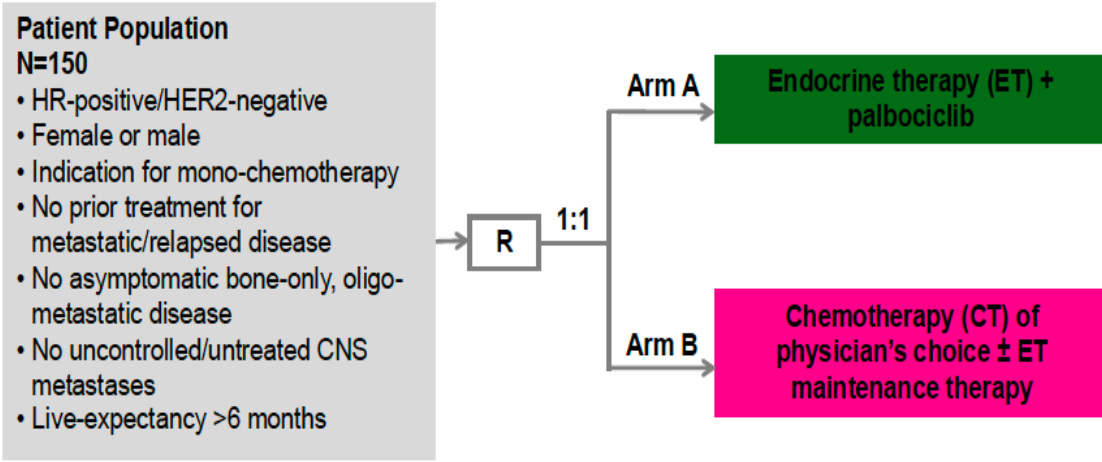 Patient Population
N=150
• HR-positive/HER2-negative
• Female or male
• Indication for mono-chemotherapy
• No prior treatment for
metastatic/relapsed disease
• No asymptomatic bone-only, oligo-
metastatic disease
• No uncontrolled/untreated CNS
metastases
• Live-expectancy >6 months
R
1:1
Arm A
Endocrine therapy (ET) +
palbociclib
Arm B
Chemotherapy (CT) of
physician's choice ± ET
maintenance therapy